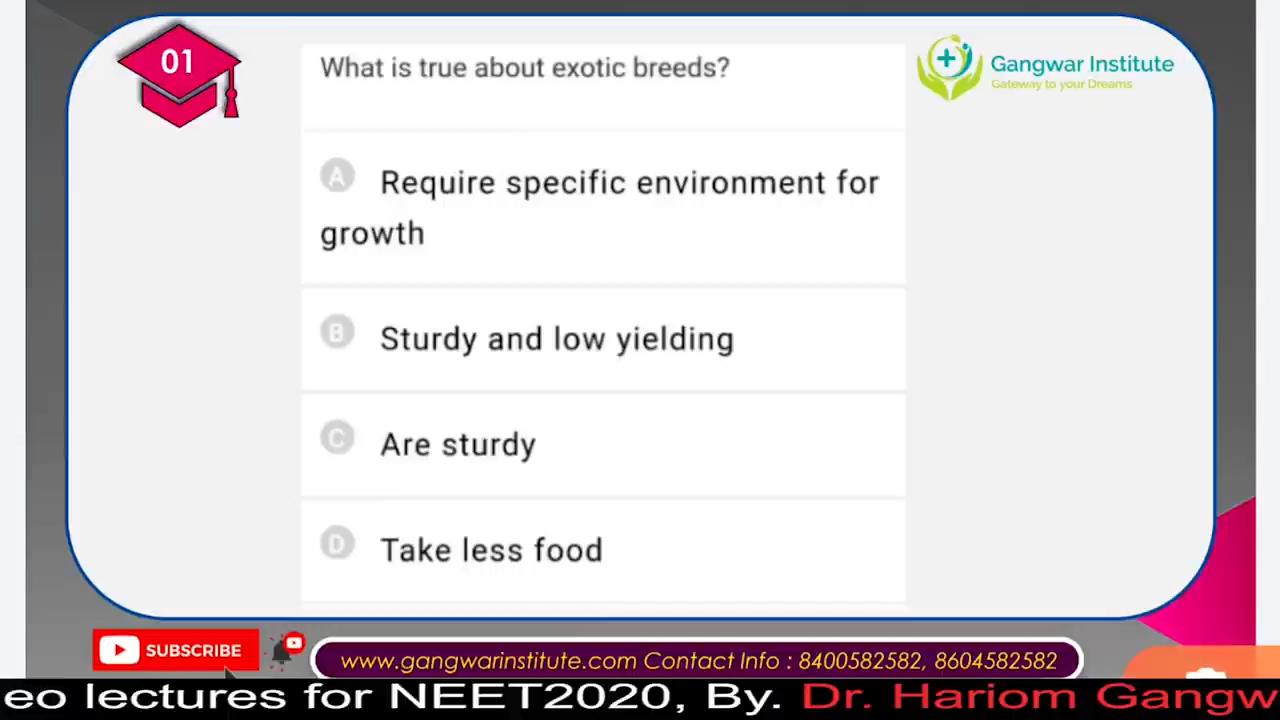 01
What is true about exotic breeds?
Gangwar Institute
Gateway to your Dreams
A Require specific environment for
growth
B Sturdy and low yielding
C Are sturdy
D Take less food
SUBSCRIBE
www.gangwarinstitute.com Contact Info : 8400582582, 8604582582
eo lectures for NEET2020, By. Dr. Hariom Gangw